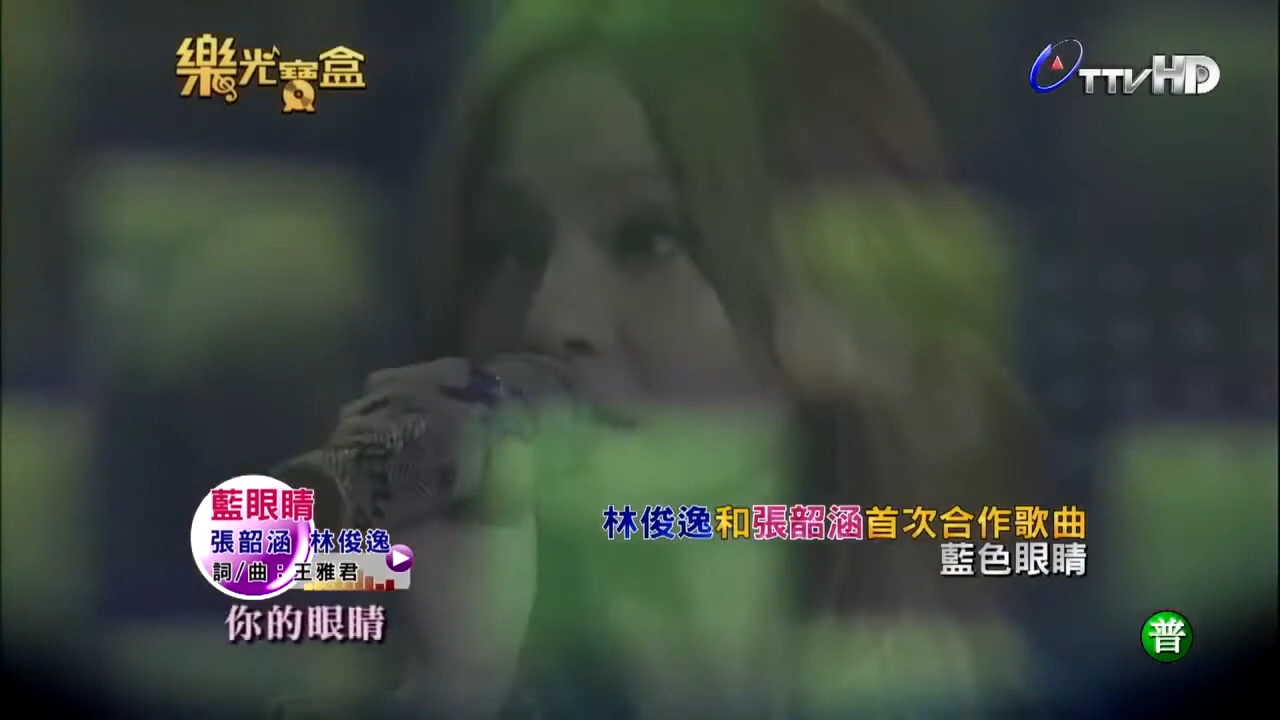 樂光寶盒
TTVHD
藍眼睛
張韶涵 林俊逸
詞/曲：王雅君
你的眼睛
林俊逸和張韶涵首次合作歌曲
藍色眼睛
普